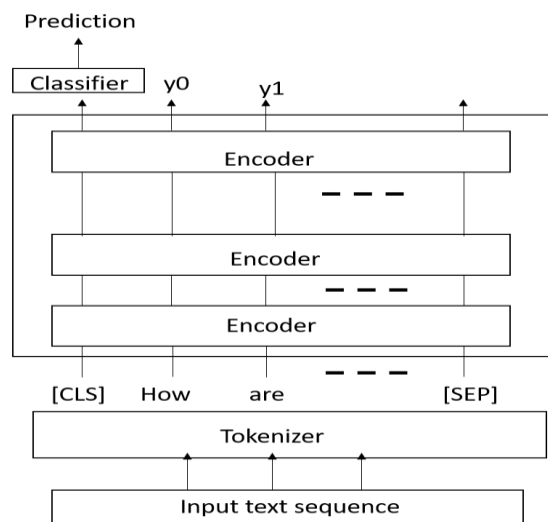 Prediction
Classifier y0 y1
Encoder
Encoder
Encoder
[CLS] How are [SEP]
Tokenizer
Input text sequence